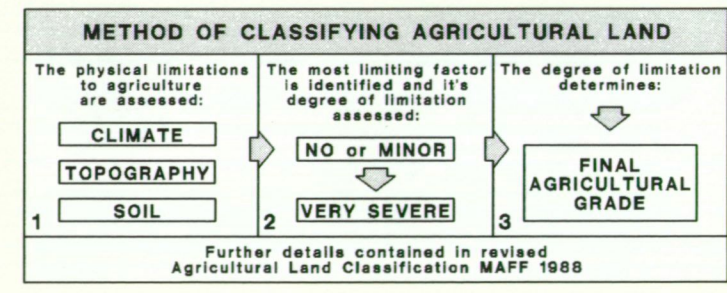 METHOD OF CLASSIFYING AGRICULTURAL LAND
The physical limitations
to agriculture
are assessed:
CLIMATE
TOPOGRAPHY
SOIL
1
The most limiting factor
is identified and it's
degree of limitation
assessed:
NO or MINOR
VERY SEVERE
2
The degree of limitation
determines:
FINAL
AGRICULTURAL
GRADE
3
Further details contained in revised
Agricultural Land Classification MAFF 1988